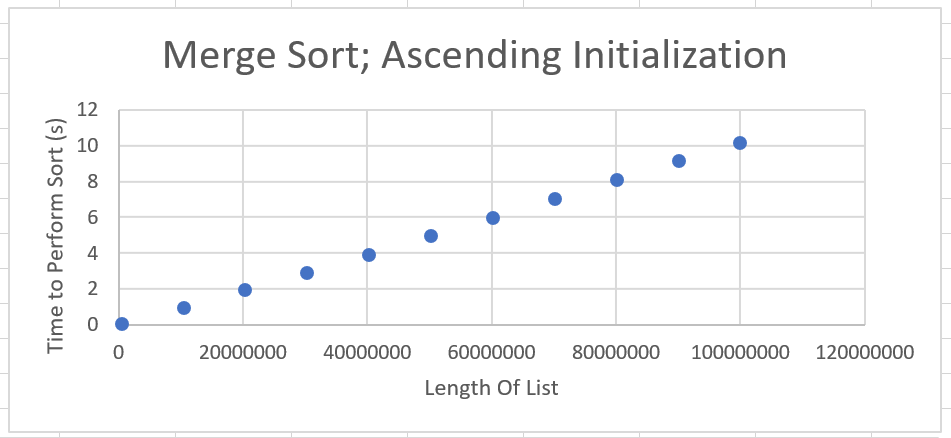 Merge Sort; Ascending Initialization
Time to Perform Sort (s)
12
10
8
6
4
2
0
0 20000000 40000000 60000000 80000000 100000000 120000000
Length Of List